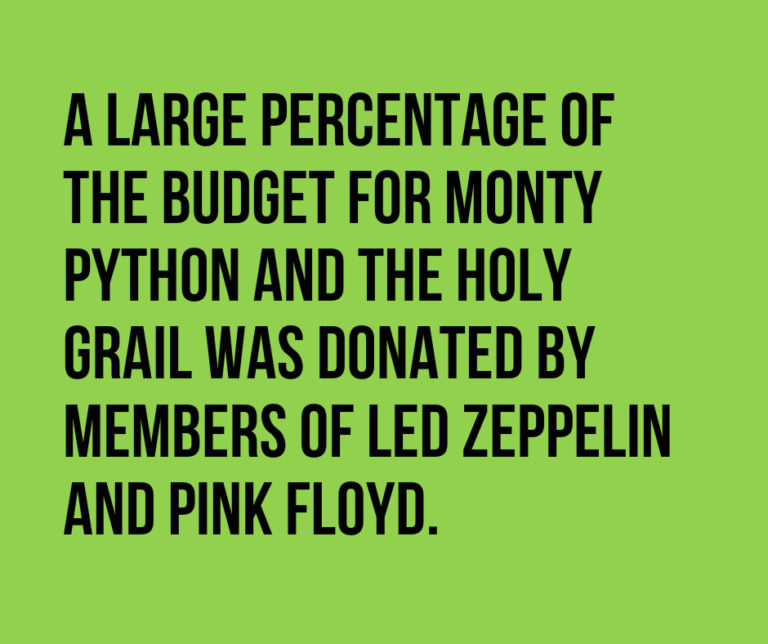 A LARGE PERCENTAGE OF
THE BUDGET FOR MONTY
PYTHON AND THE HOLY
GRAIL WAS DONATED BY
MEMBERS OF LED ZEPPELIN
AND PINK FLOYD.